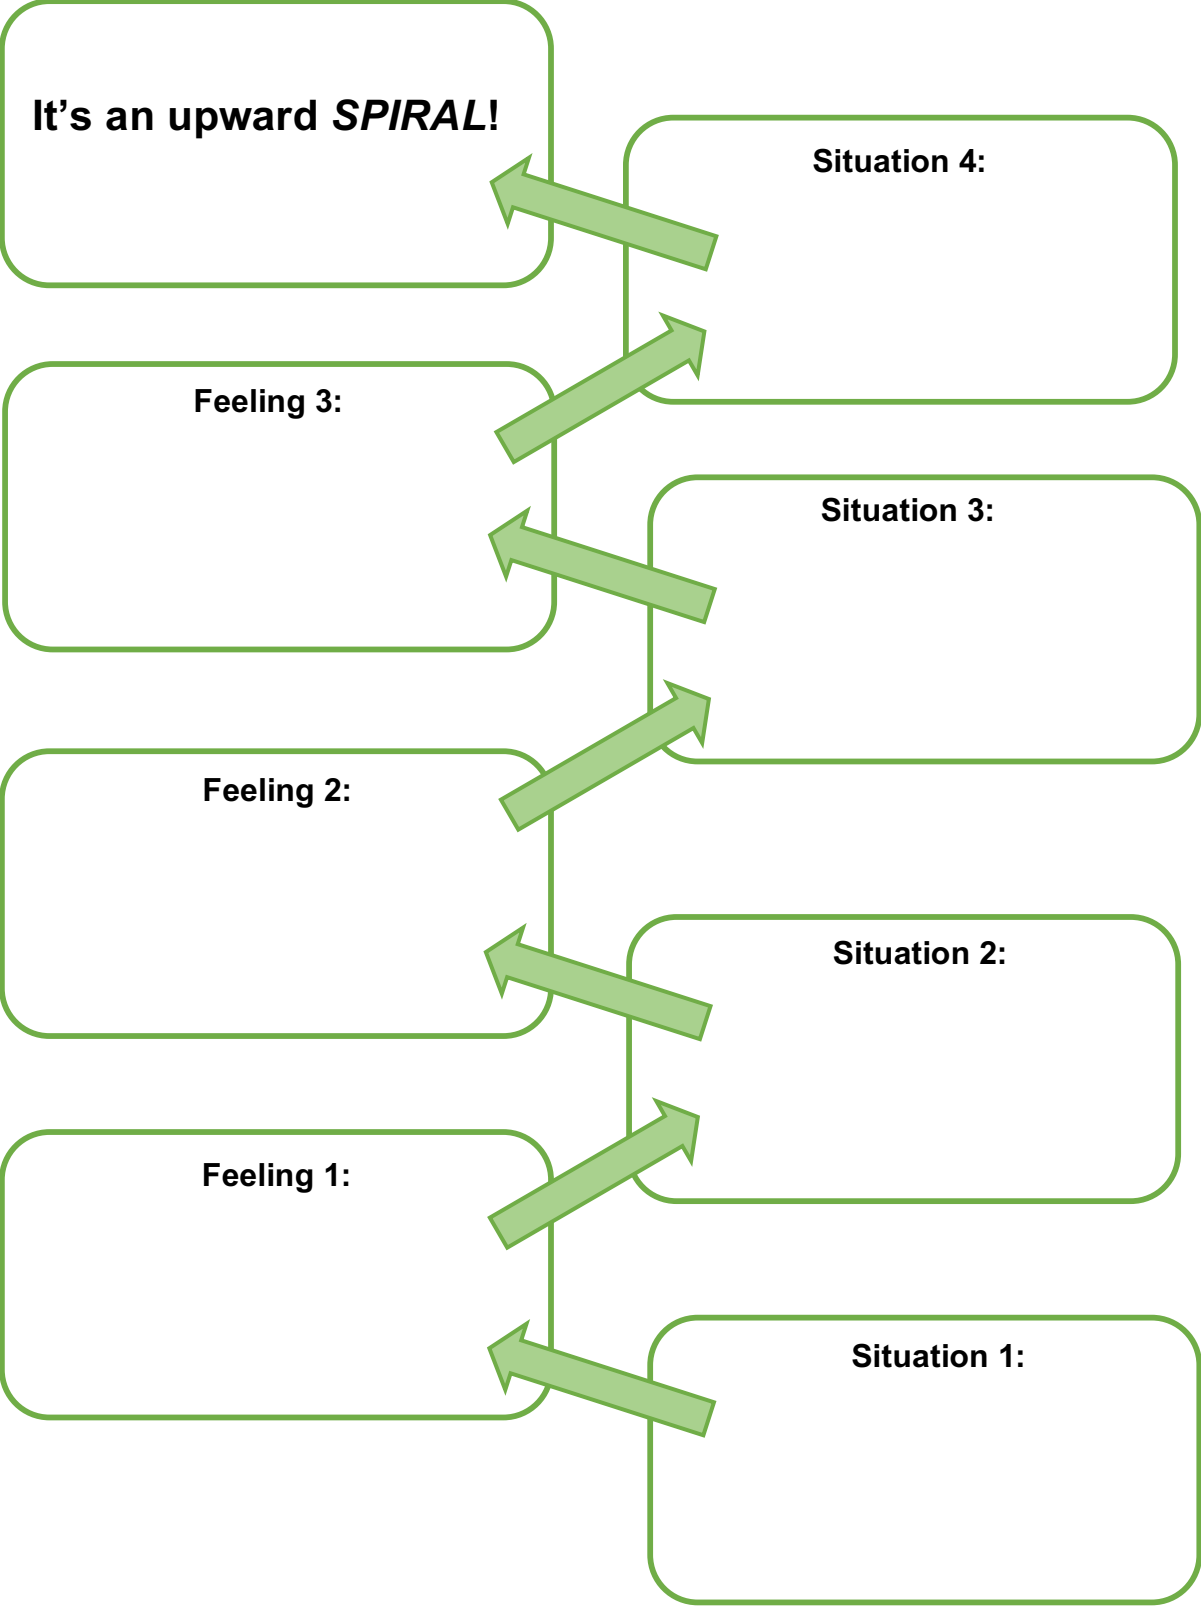 It’s an upward SPIRAL!
Situation 4:
Feeling 3:
Situation 3:
Feeling 2:
Situation 2:
Feeling 1:
Situation 1: